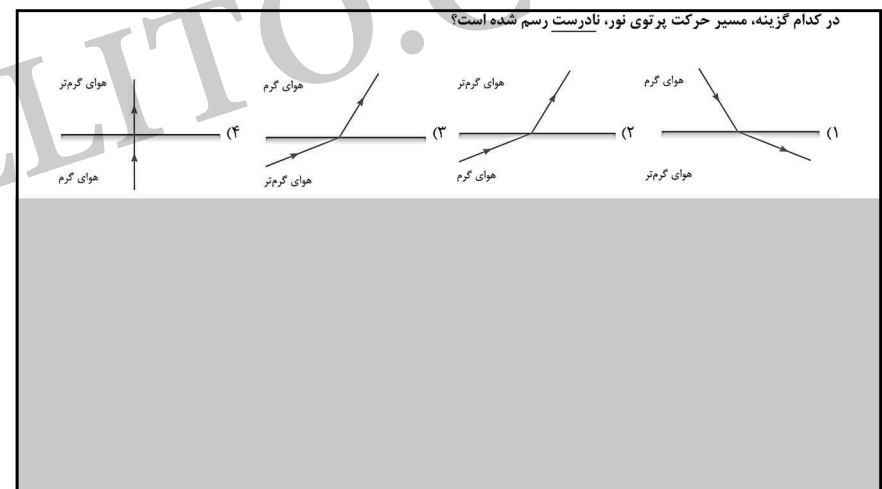 در کدام گزینه، مسیر حرکت پرتوی نور، نادرست رسم شده است؟
۱) هوای گرم
هوای گرم‌تر
۲) هوای گرم‌تر
هوای گرم
۳) هوای گرم
هوای گرم‌تر
۴) هوای گرم‌تر
هوای گرم
LLITO.C